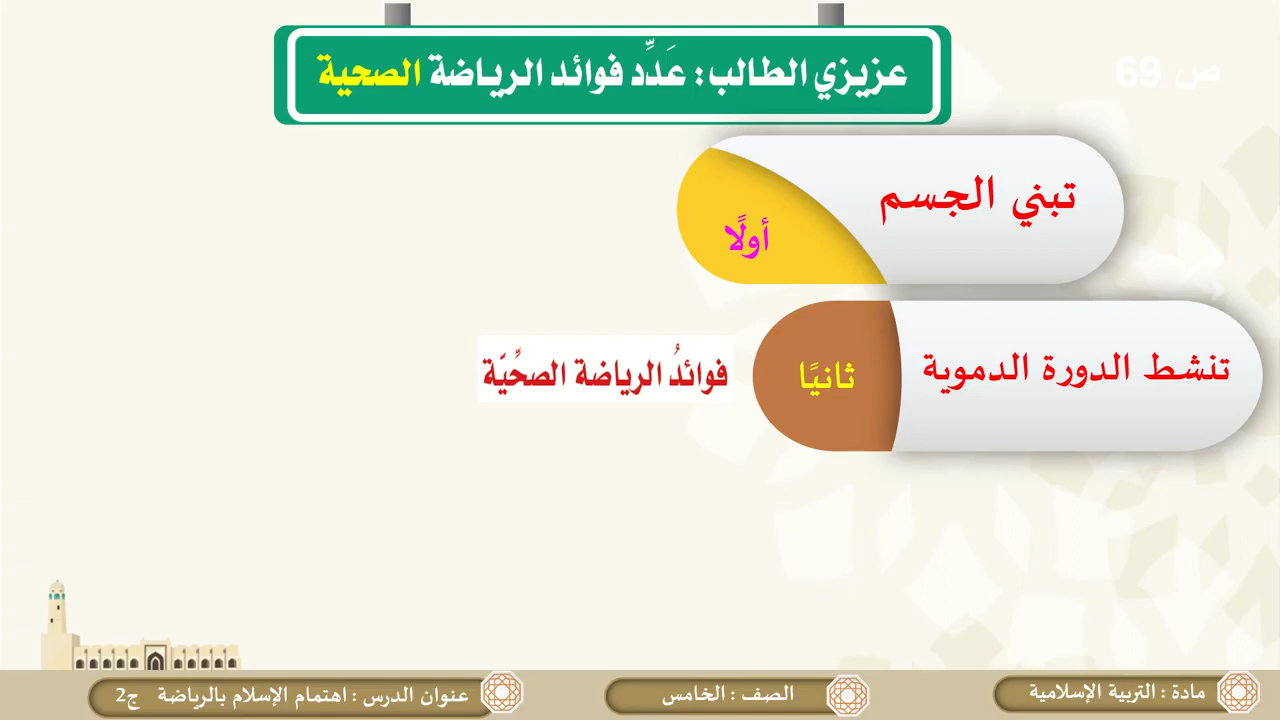 ص 69
عزيزي الطالب: عَدِّد فوائد الرياضة الصحية
تبني الجسم
أولًا
تنشط الدورة الدموية
ثانيًا
فوائدُ الرياضة الصحِّيّة
مادة : التربية الإسلامية
الصف : الخامس
عنوان الدرس : اهتمام الإسلام بالرياضة ج2